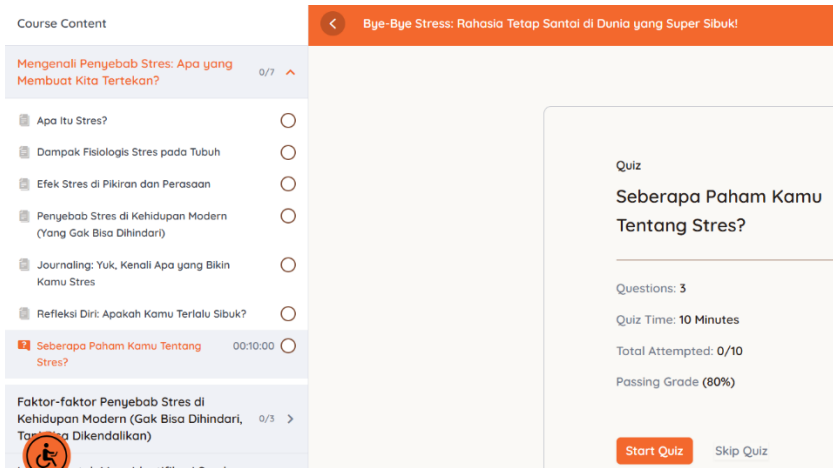 Course Content
Bye-Bye Stress: Rahasia Tetap Santai di Dunia yang Super Sibuk!
Mengenali Penyebab Stres: Apa yang
Membuat Kita Tertekan?
0/7
Apa Itu Stres?
Dampak Fisiologis Stres pada Tubuh
Efek Stres di Pikiran dan Perasaan
Penyebab Stres di Kehidupan Modern
(Yang Gak Bisa Dihindari)
Journaling: Yuk, Kenali Apa yang Bikin
Kamu Stres
Refleksi Diri: Apakah Kamu Terlalu Sibuk?
Seberapa Paham Kamu Tentang
Stres?
00:10:00
Faktor-faktor Penyebab Stres di
Kehidupan Modern (Gak Bisa Dihindari,
Dikendalikan)
0/3
Quiz
Seberapa Paham Kamu
Tentang Stres?
Questions: 3
Quiz Time: 10 Minutes
Total Attempted: 0/10
Passing Grade (80%)
Start Quiz
Skip Quiz